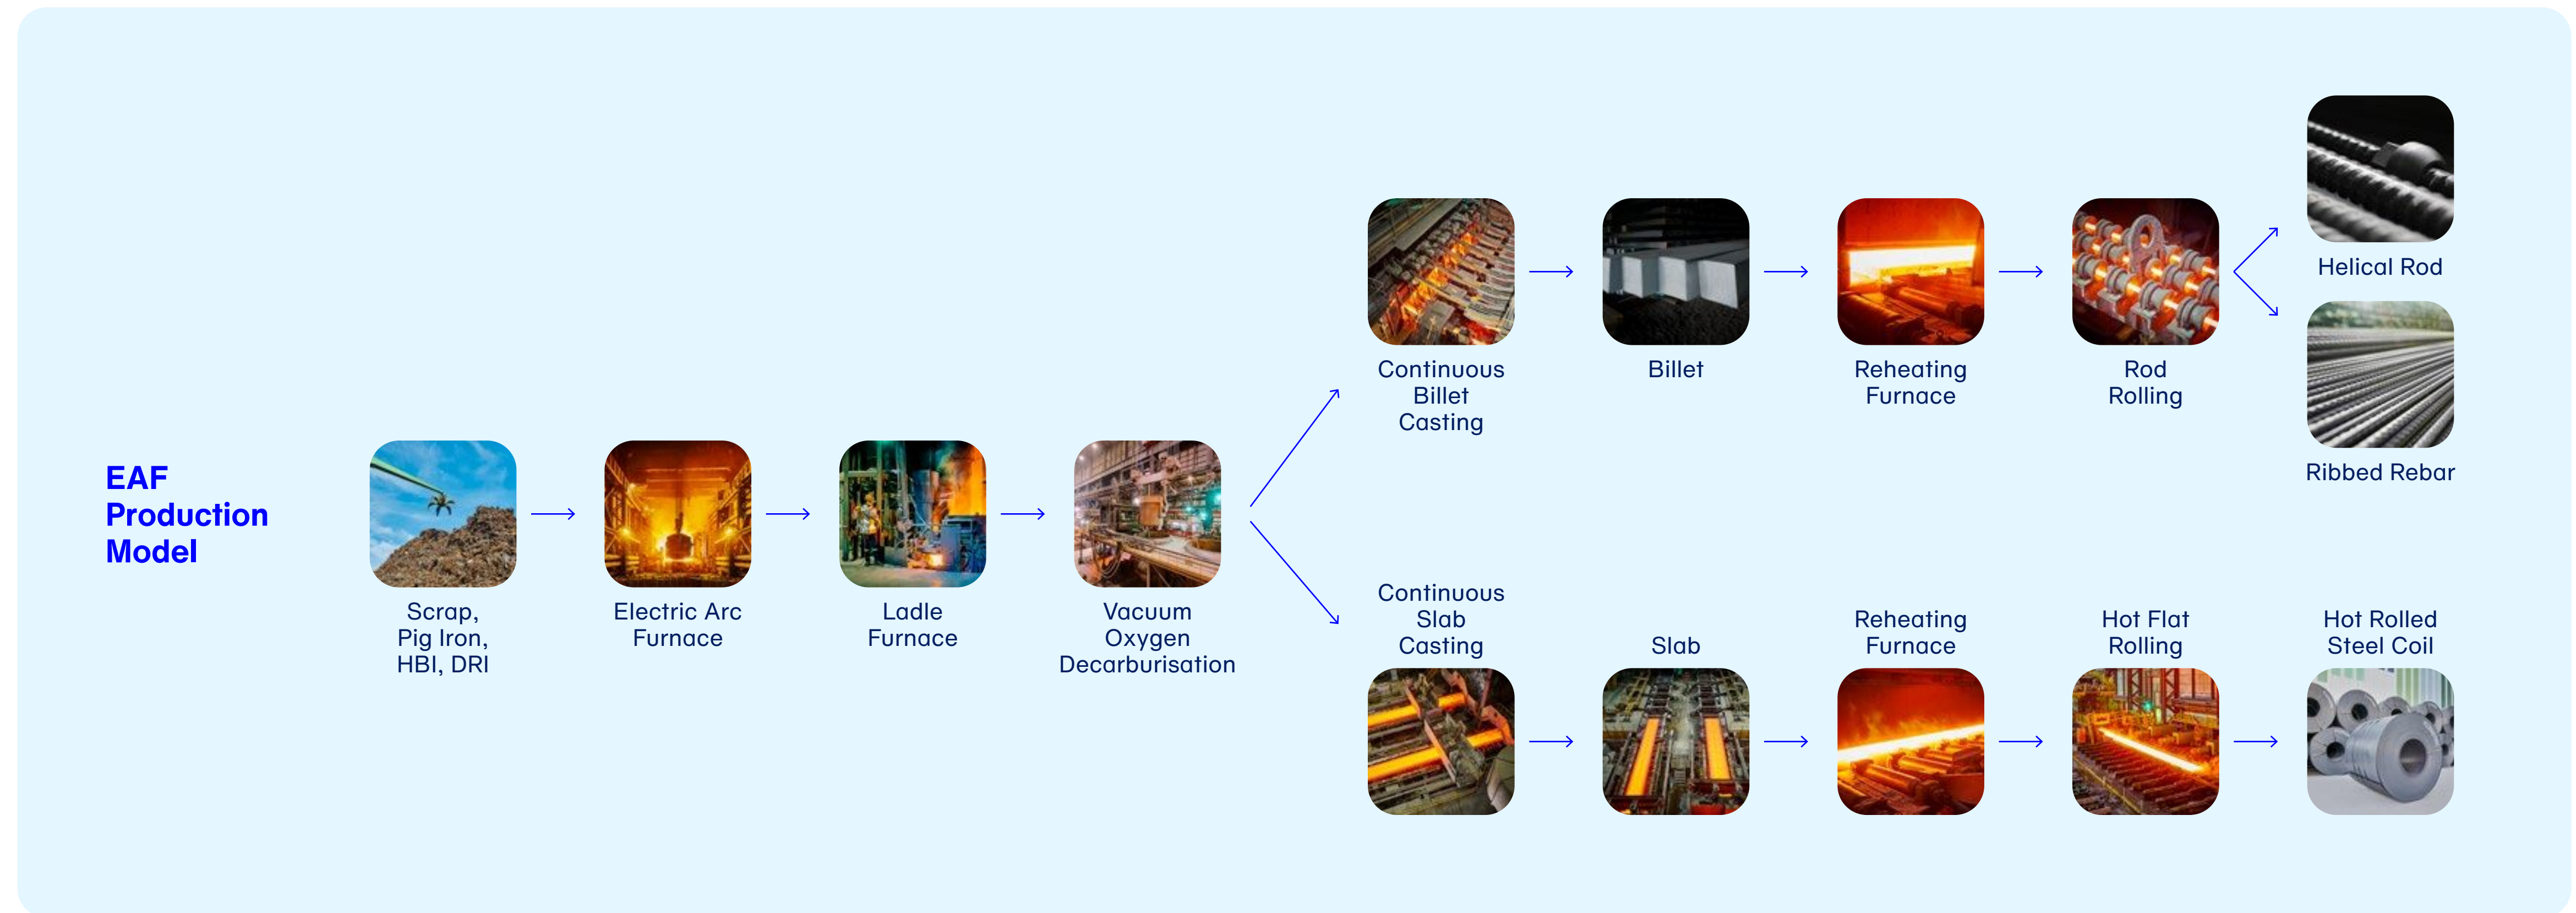 EAF
Production
Model
Scrap,
Pig Iron,
HBI, DRI
Electric Arc
Furnace
Ladle
Furnace
Vacuum
Oxygen
Decarburisation
Continuous
Billet
Casting
Billet
Reheating
Furnace
Rod
Rolling
Helical Rod
Ribbed Rebar
Continuous
Slab
Casting
Slab
Reheating
Furnace
Hot Flat
Rolling
Hot Rolled
Steel Coil